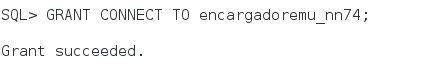 SQL> GRANT CONNECT TO encargadoremu_nn74;
Grant succeeded.